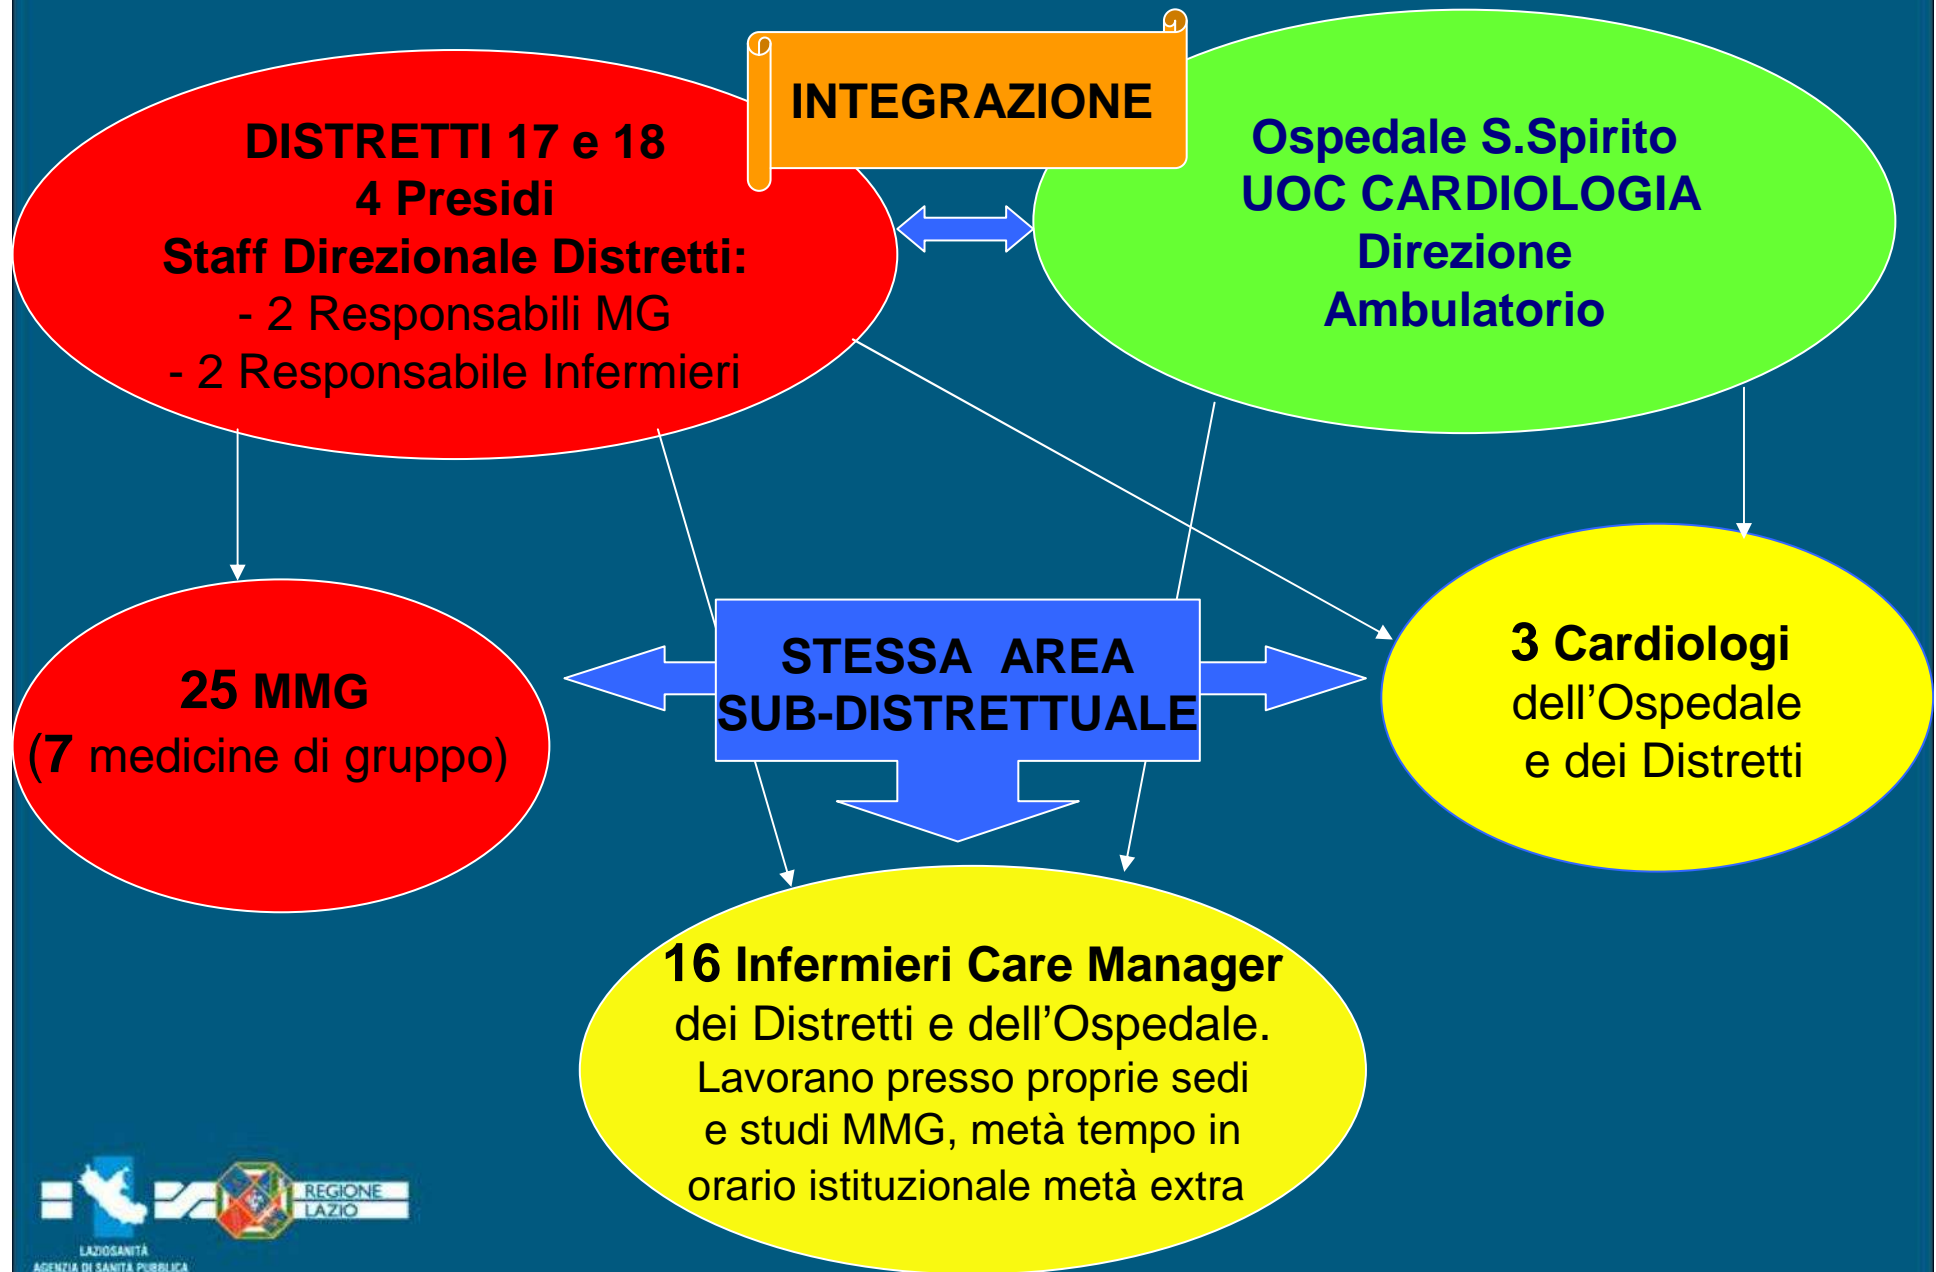 INTEGRAZIONE
DISTRETTI 17 e 18
4 Presidi
Staff Direzionale Distretti:
- 2 Responsabili MG
- 2 Responsabile Infermieri
Ospedale S.Spirito
UOC CARDIOLOGIA
Direzione
Ambulatorio
25 MMG
(7 medicine di gruppo)
STESSA AREA
SUB-DISTRETTUALE
3 Cardiologi
dell’Ospedale
e dei Distretti
16 Infermieri Care Manager
dei Distretti e dell’Ospedale.
Lavorano presso proprie sedi
e studi MMG, metà tempo in
orario istituzionale metà extra
REGIONE
LAZIO
LAZIOSANITÀ
AGENZIA DI SANITÀ PUBBLICA